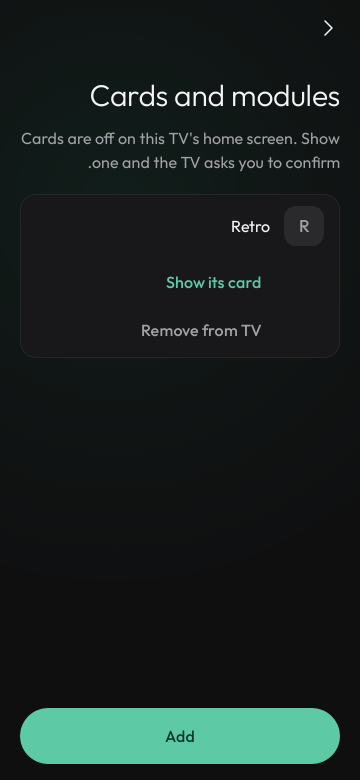 Cards and modules
Cards are off on this TV's home screen. Show
one and the TV asks you to confirm.
R
Retro
Show its card
Remove from TV
Add